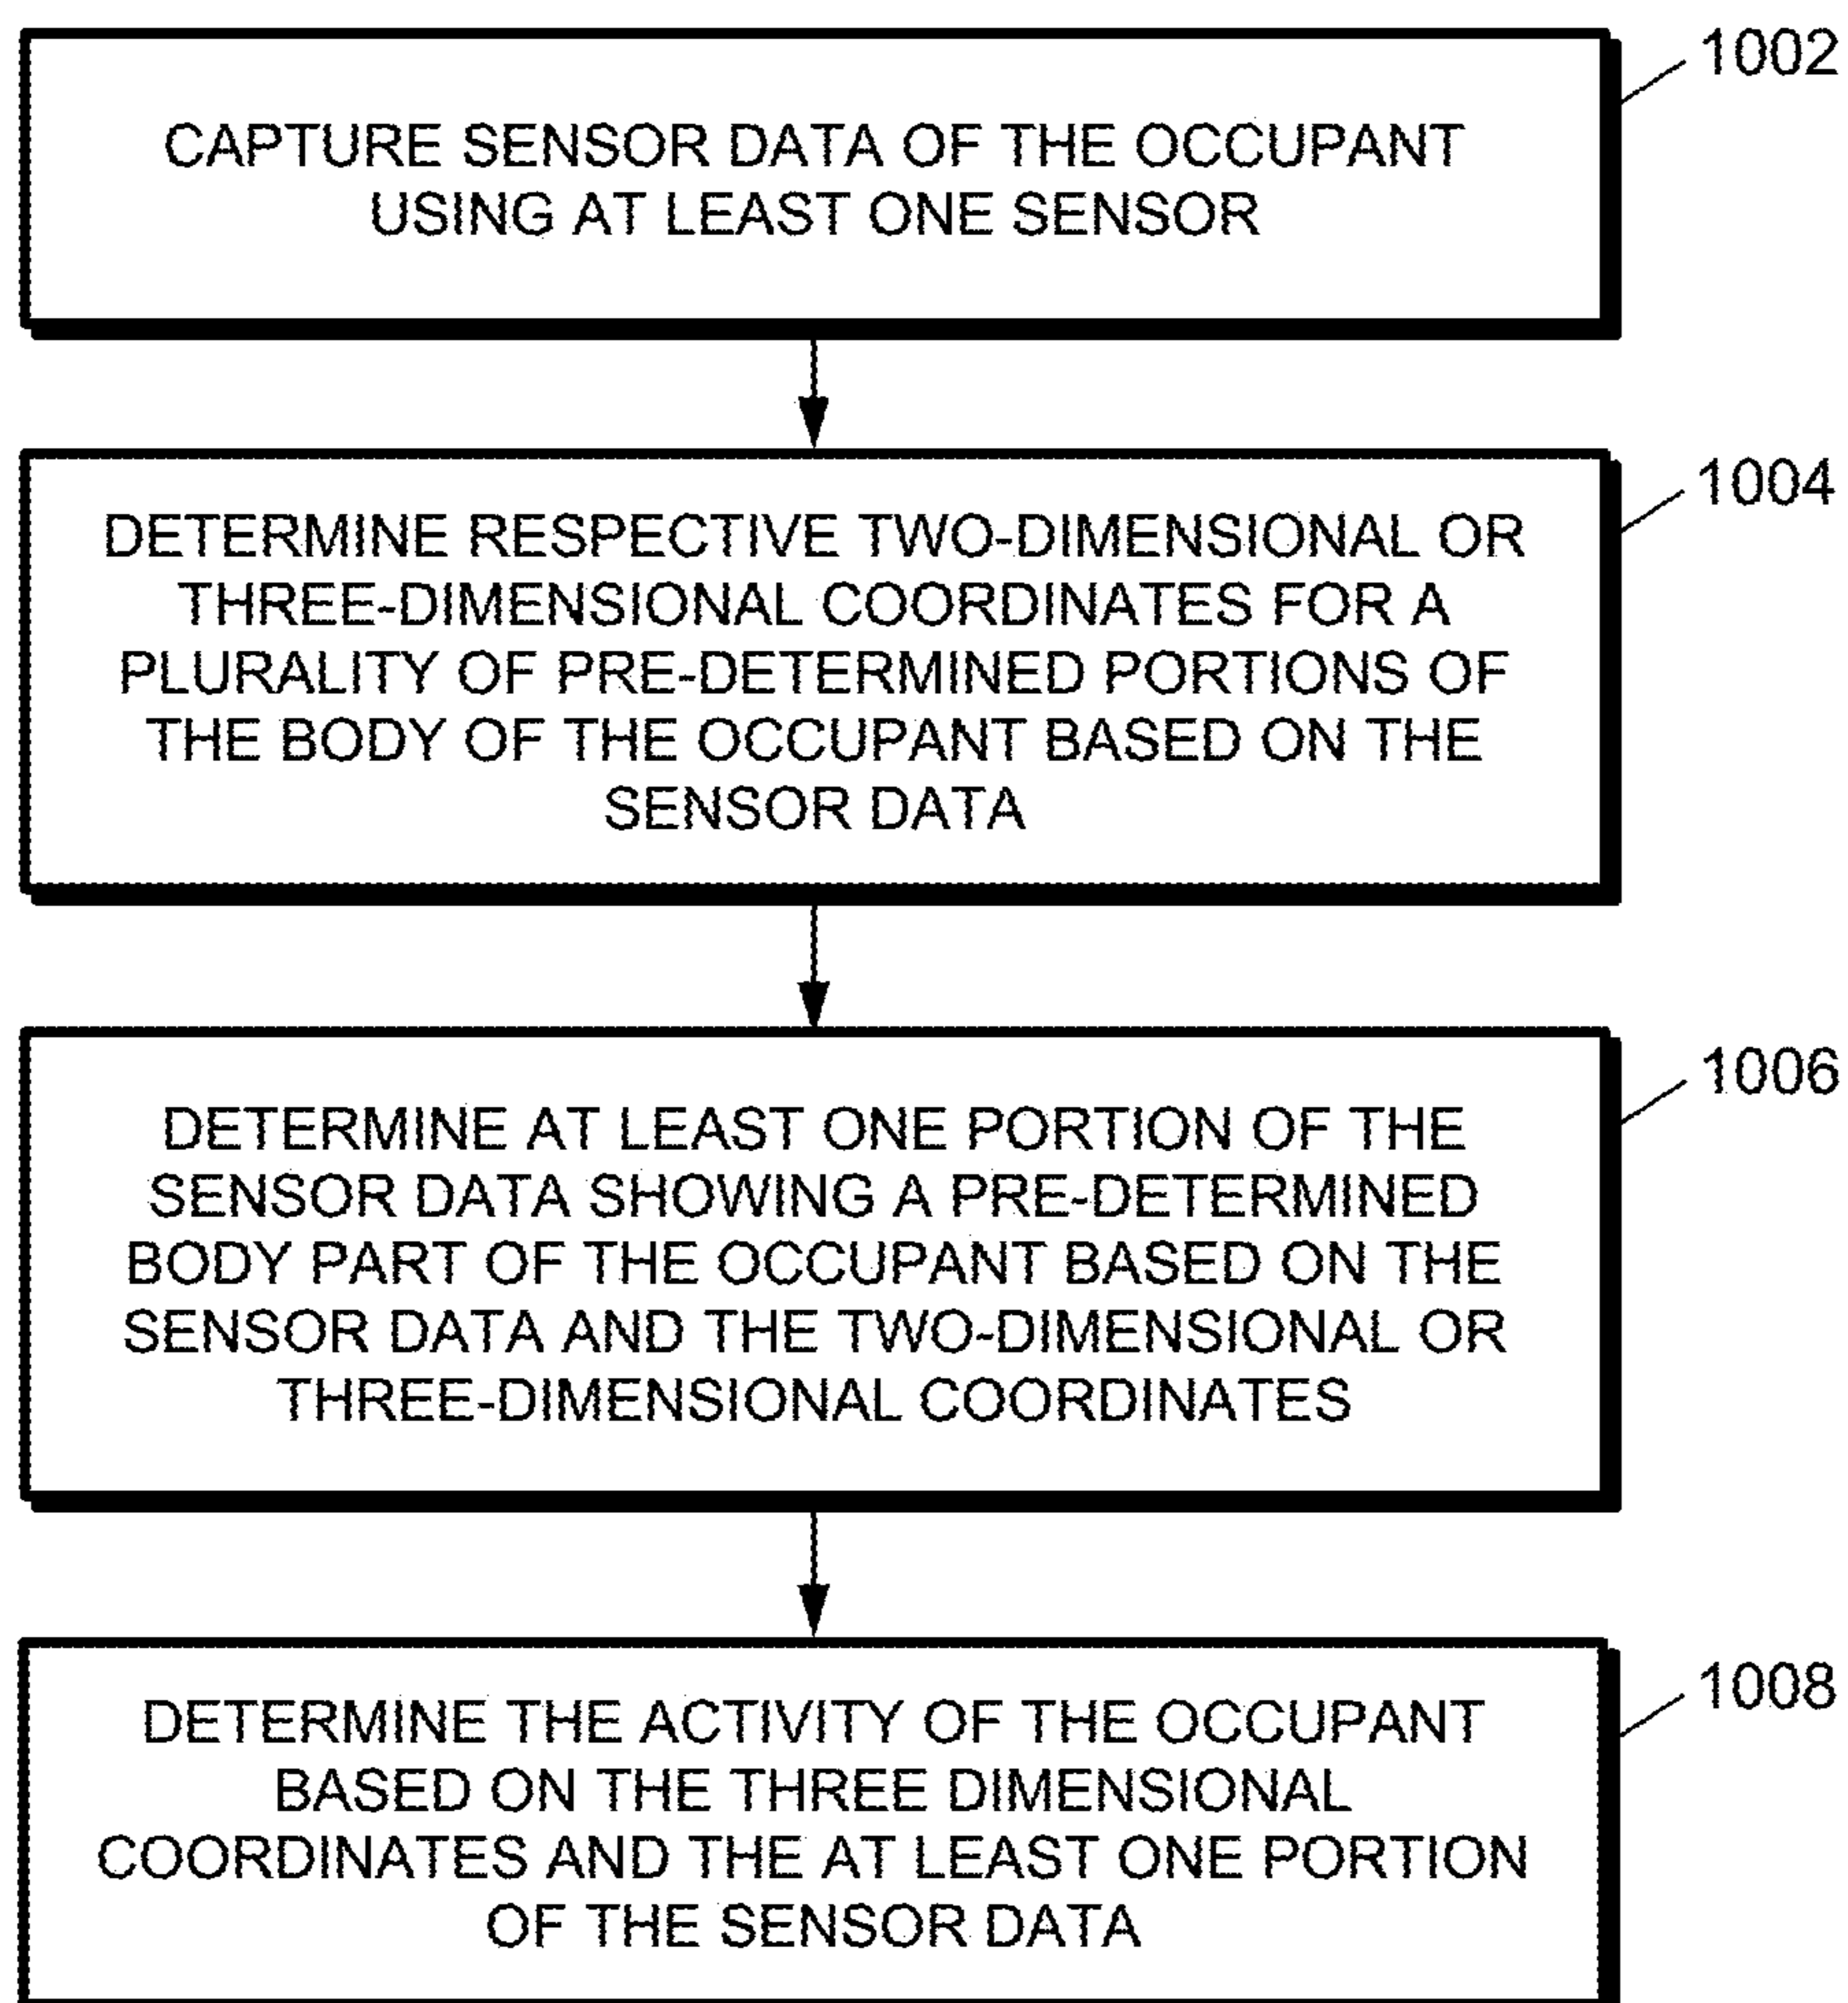 1002
CAPTURE SENSOR DATA OF THE OCCUPANT
USING AT LEAST ONE SENSOR
1004
DETERMINE RESPECTIVE TWO-DIMENSIONAL OR
THREE-DIMENSIONAL COORDINATES FOR A
PLURALITY OF PRE-DETERMINED PORTIONS OF
THE BODY OF THE OCCUPANT BASED ON THE
SENSOR DATA
1006
DETERMINE AT LEAST ONE PORTION OF THE
SENSOR DATA SHOWING A PRE-DETERMINED
BODY PART OF THE OCCUPANT BASED ON THE
SENSOR DATA AND THE TWO-DIMENSIONAL OR
THREE-DIMENSIONAL COORDINATES
1008
DETERMINE THE ACTIVITY OF THE OCCUPANT
BASED ON THE THREE DIMENSIONAL
COORDINATES AND THE AT LEAST ONE PORTION
OF THE SENSOR DATA